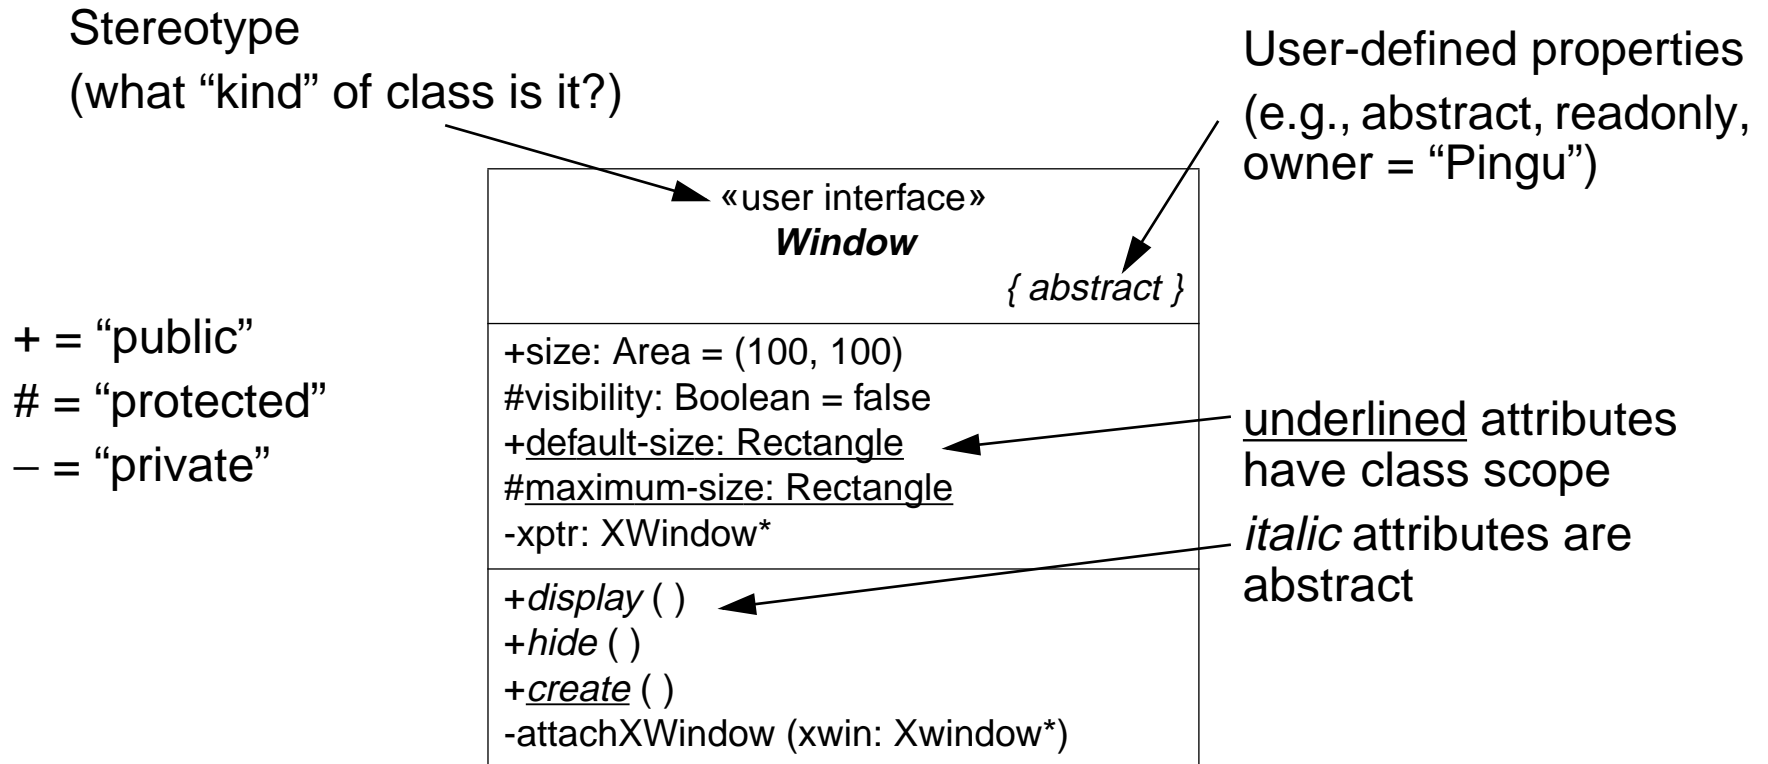 Stereotype
(what “kind” of class is it?)
User-defined properties
(e.g., abstract, readonly,
owner = “Pingu”)
«user interface»
Window
{ abstract }
+ = “public”
# = “protected”
− = “private”
+size: Area = (100, 100)
#visibility: Boolean = false
+default-size: Rectangle
#maximum-size: Rectangle
-xptr: XWindow*
underlined attributes
have class scope
italic attributes are
abstract
+display ( )
+hide ( )
+create ( )
-attachXWindow (xwin: Xwindow*)